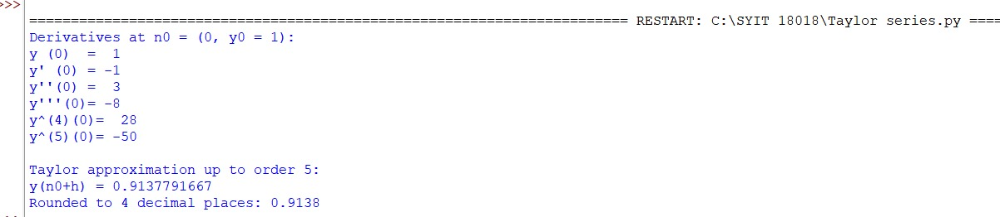 >>>
======================================================================== RESTART: C:\SYIT 18018\Taylor series.py ====
Derivatives at n0 = (0, y0 = 1):
y (0)  =  1
y' (0) = -1
y''(0) =  3
y'''(0)= -8
y^(4)(0)=  28
y^(5)(0)= -50

Taylor approximation up to order 5:
y(n0+h) = 0.9137791667
Rounded to 4 decimal places: 0.9138